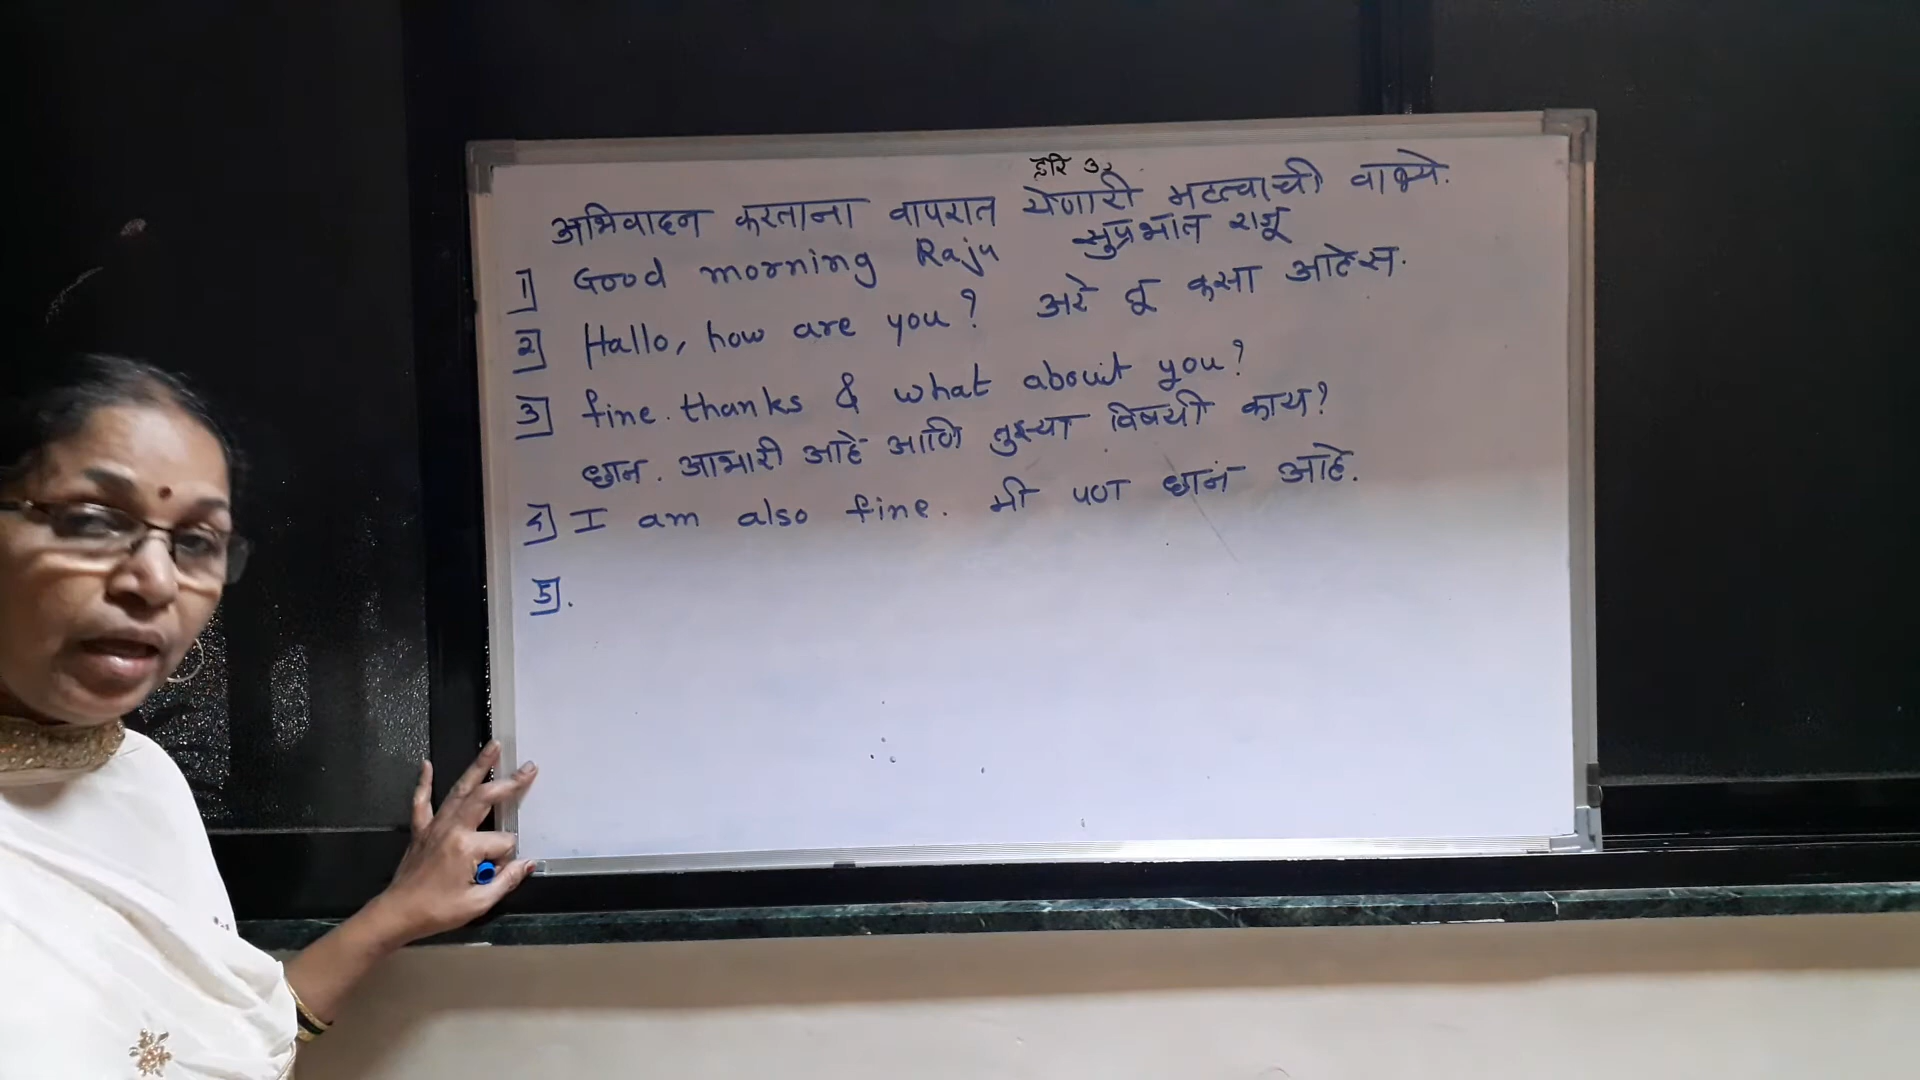 हरि ॐ
अभिवादन करताना वापरात येणारी महत्वाची वाक्ये.
1] Good morning Raju सुप्रभात राजू
2] Hallo, how are you? अरे तू कसा आहेस.
3] fine. thanks & what about you?
छान. आभारी आहे आणि तुझ्या विषयी काय?
4] I am also fine. मी पण छान आहे.
5].